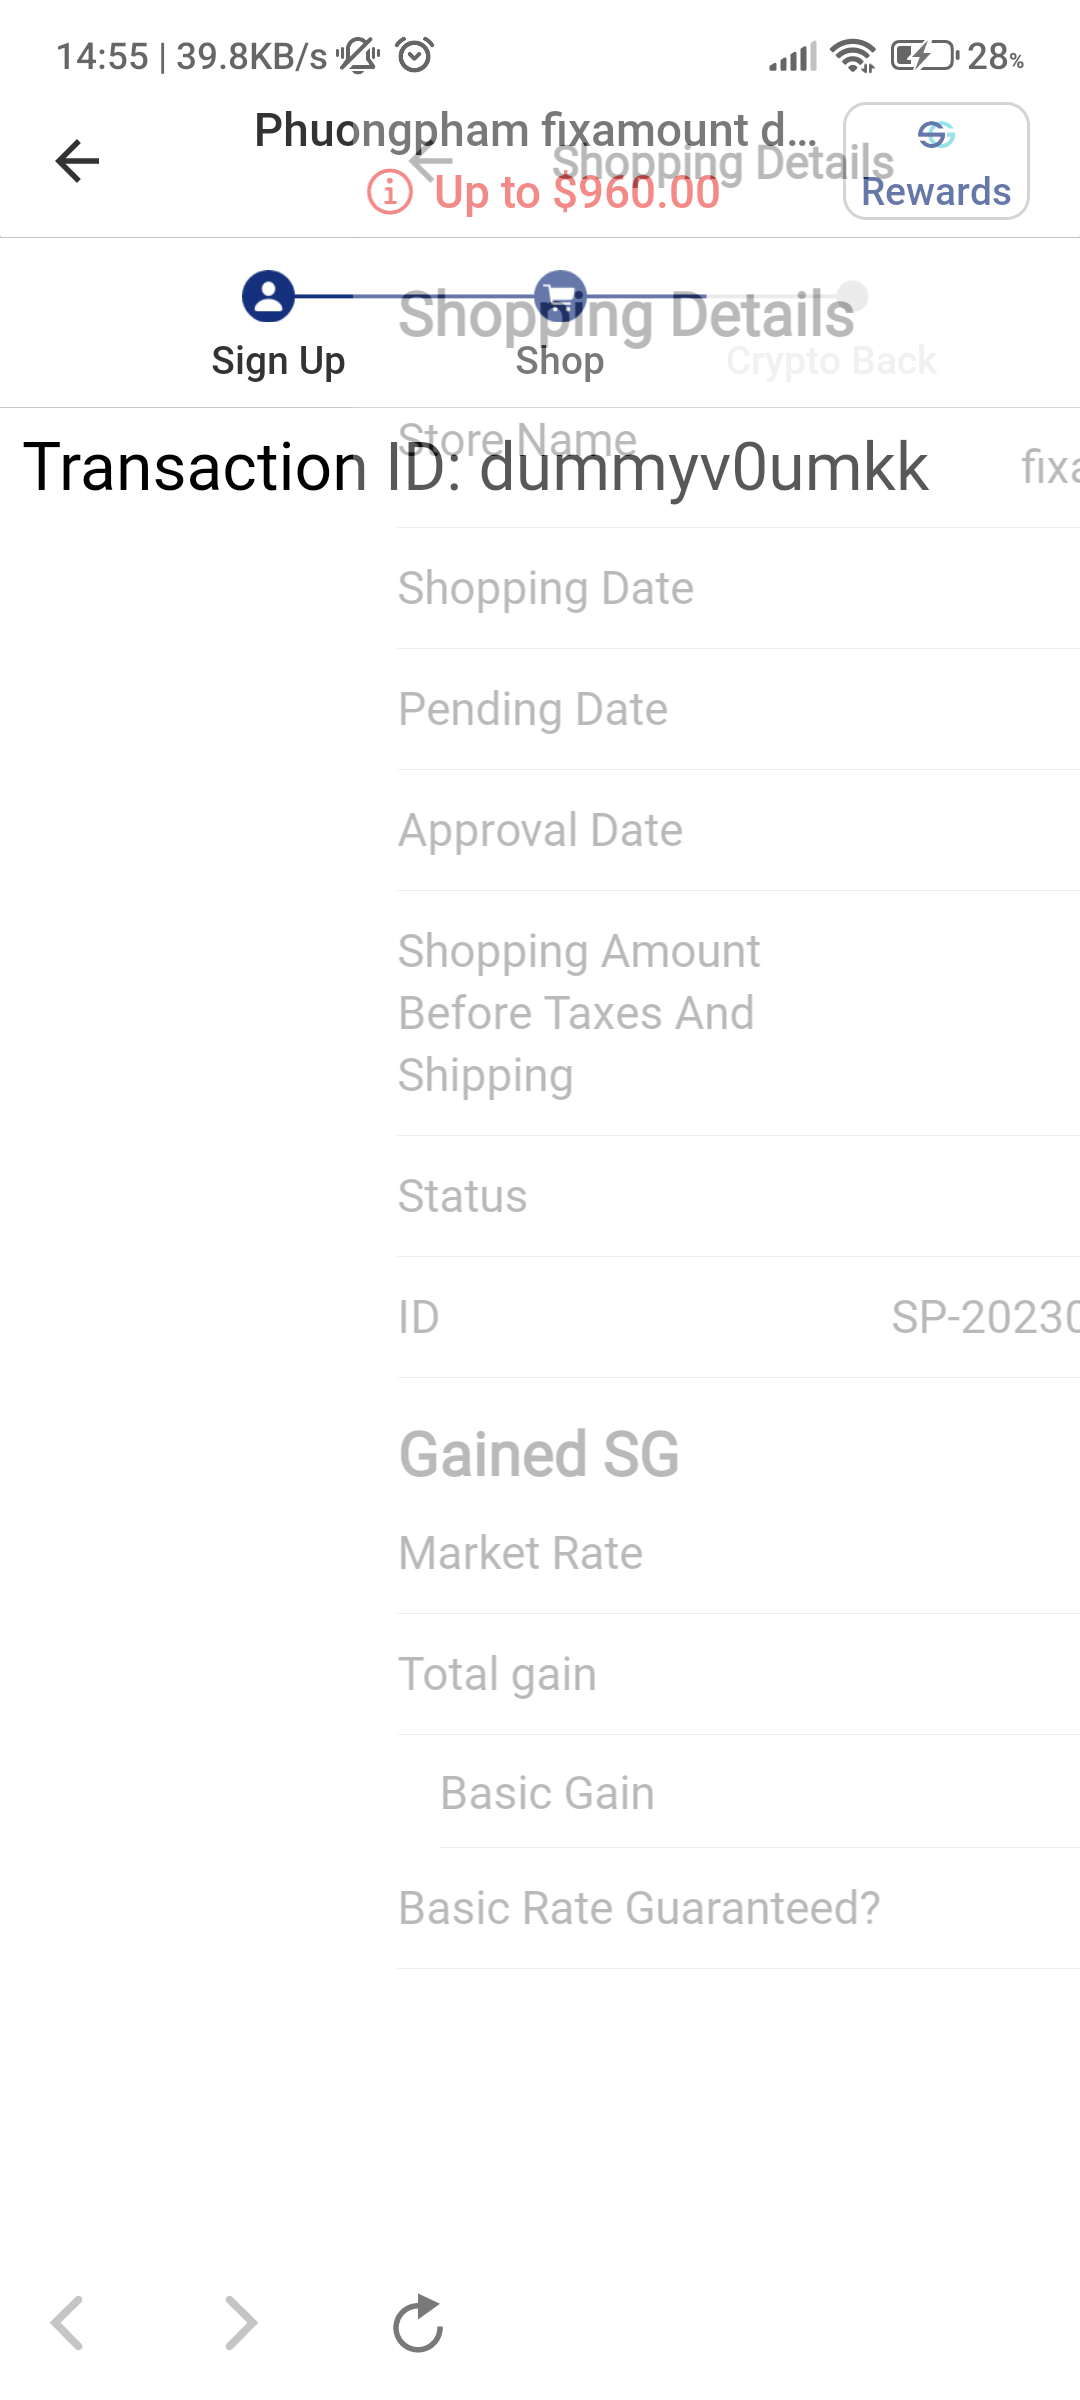 14:55 | 39.8KB/s
28%
Phuongpham fixamount d...
Shopping Details
Up to $960.00
Rewards
Shopping Details
Sign Up
Shop
Crypto Back
Store Name
Transaction ID: dummyv0umkk
fixa
Shopping Date
Pending Date
Approval Date
Shopping Amount
Before Taxes And
Shipping
Status
ID SP-20230
Gained SG
Market Rate
Total gain
Basic Gain
Basic Rate Guaranteed?